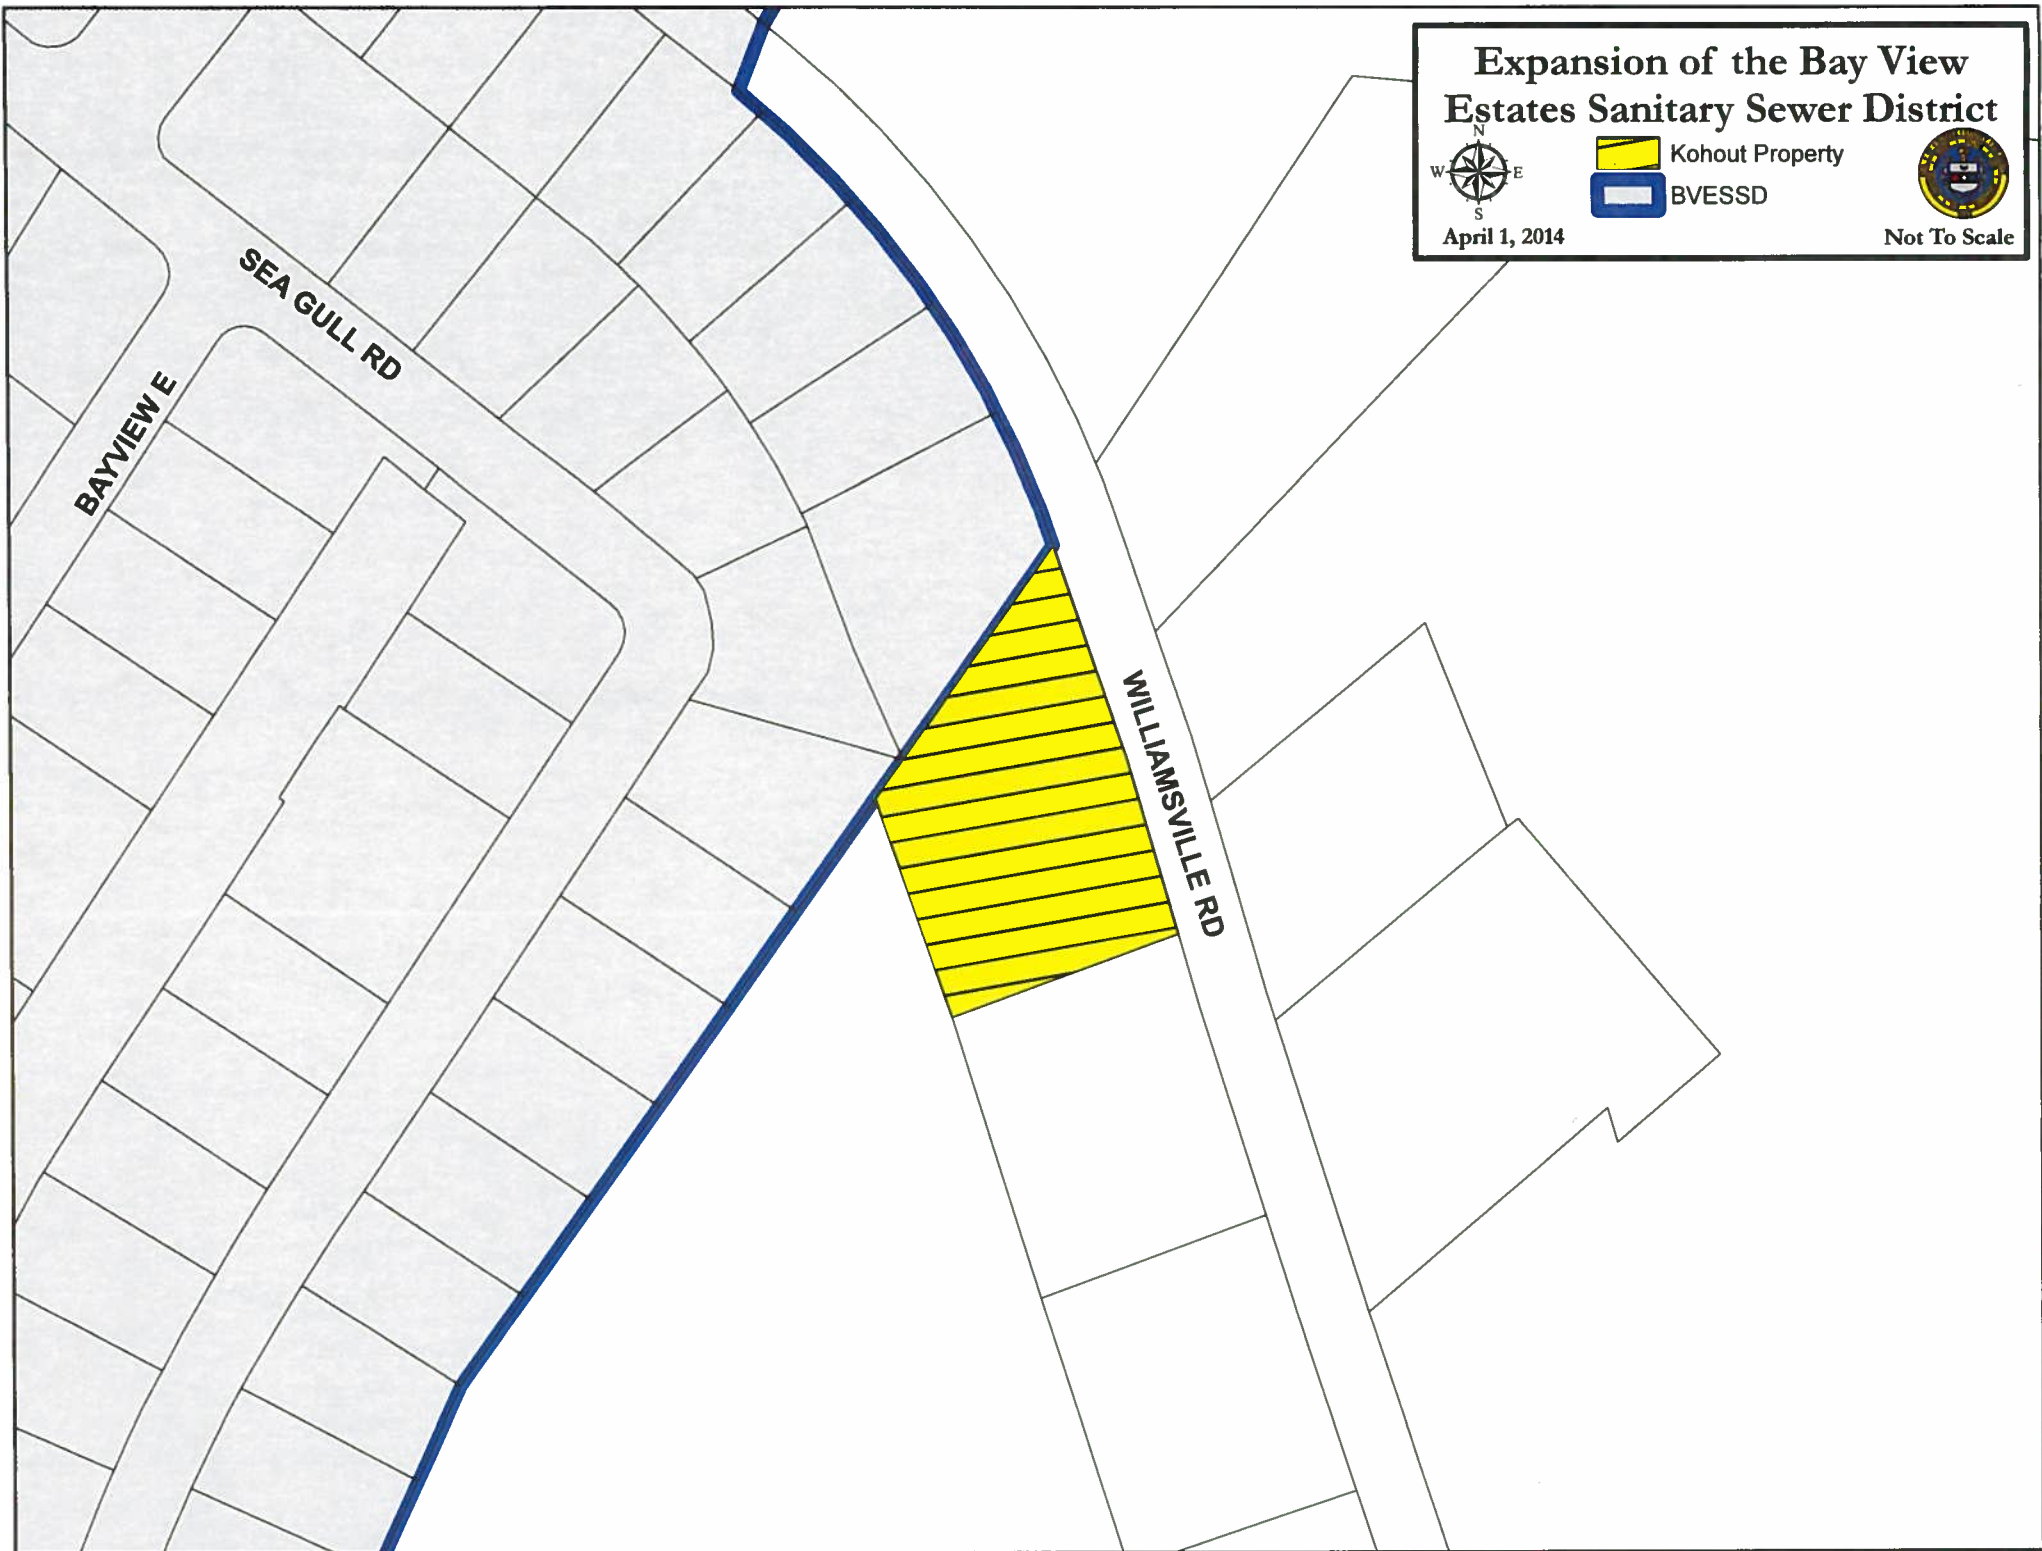 Expansion of the Bay View
Estates Sanitary Sewer District
N
W
E
S
Kohout Property
BVESSD
April 1, 2014
Not To Scale
SEA GULL RD
BAYVIEW E
WILLIAMSVILLE RD